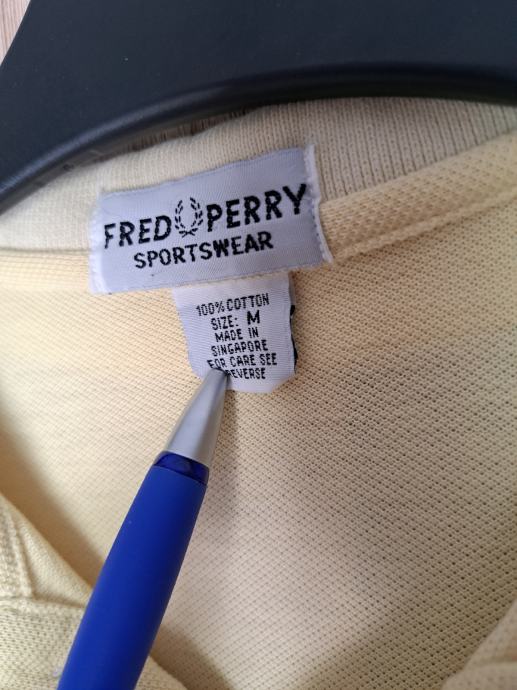 FRED PERRY
SPORTSWEAR
100% COTTON
SIZE: M
MADE IN
SINGAPORE
FOR CARE SEE
REVERSE